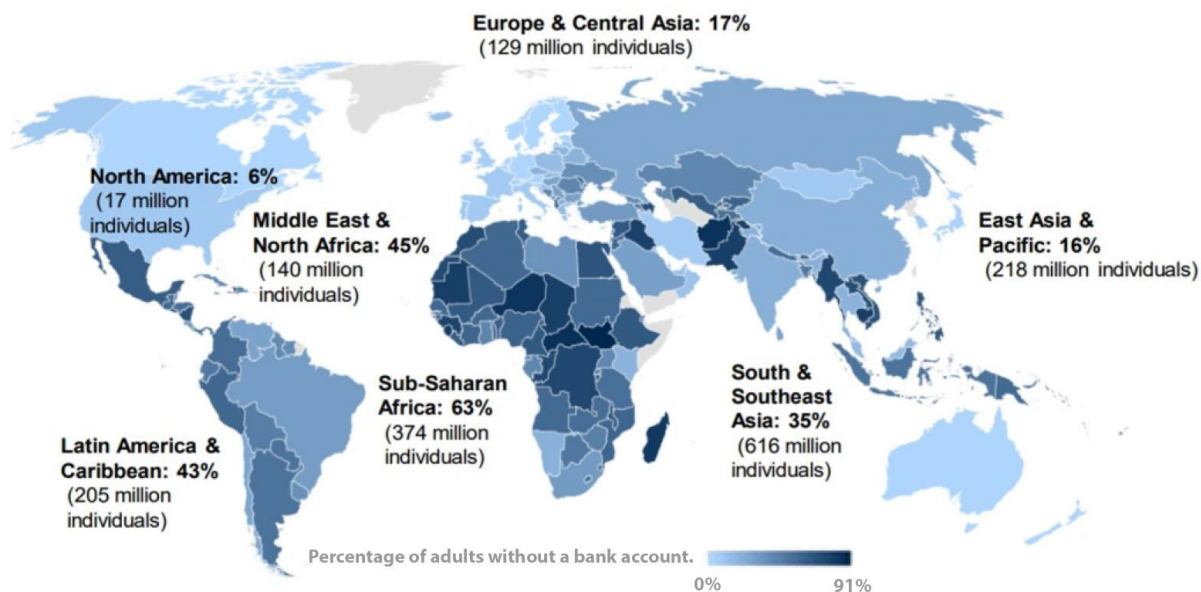 Europe & Central Asia: 17%
(129 million individuals)
North America: 6%
(17 million
individuals)
Middle East &
North Africa: 45%
(140 million
individuals)
East Asia &
Pacific: 16%
(218 million individuals)
Sub-Saharan
Africa: 63%
(374 million
individuals)
South &
Southeast
Asia: 35%
(616 million
individuals)
Latin America &
Caribbean: 43%
(205 million
individuals)
Percentage of adults without a bank account.
0%
91%